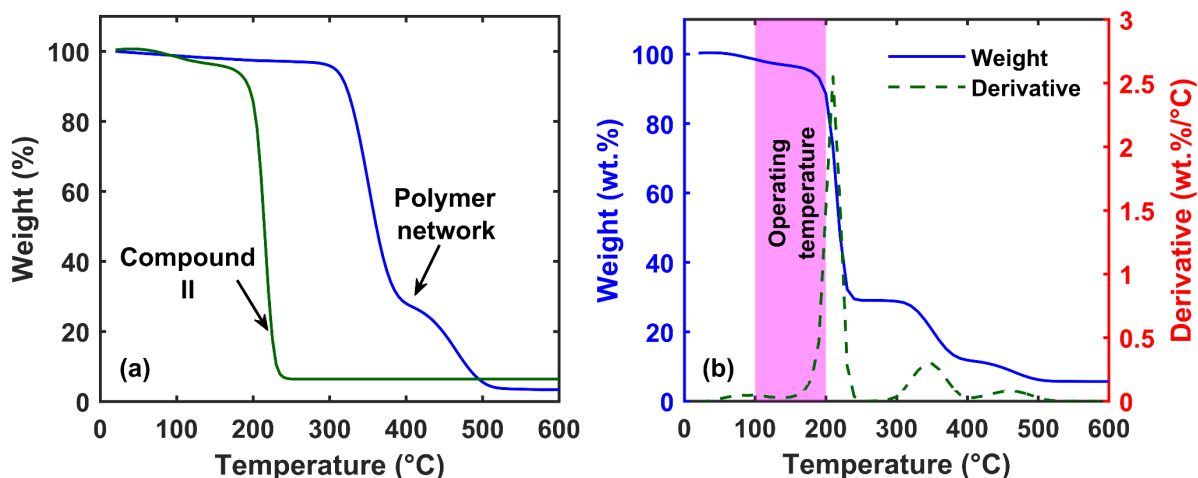 100
80
60
40
20
0
Weight (%)
Polymer
network
Compound
II
(a)
0 100 200 300 400 500 600
Temperature (°C)
100
80
60
40
20
0
Weight (wt.%)
Operating
temperature
Weight
Derivative
(b)
3
2.5
2
1.5
1
0.5
0
Derivative (wt.%/°C)
0 100 200 300 400 500 600
Temperature (°C)